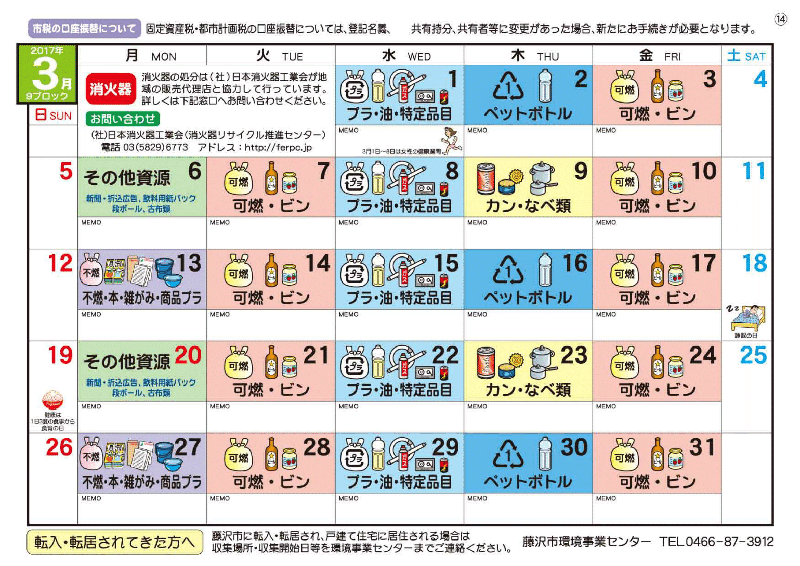 市税の口座振替について 固定資産税・都市計画税の口座振替については、登記名義、 共有持分、共有者等に変更があった場合、新たにお手続きが必要となります。 ⑭
2017年
3月
9ブロック
月 MON 火 TUE 水 WED 木 THU 金 FRI 土 SAT
日 SUN
消火器
消火器の処分は(社)日本消火器工業会が地
域の販売代理店と協力して行っています。
詳しくは下記窓口へお問い合わせください。
お問い合わせ
(社)日本消火器工業会(消火器リサイクル推進センター)
電話 03(5829)6773 アドレス:http://ferpc.jp
1 2 3 4
プラ・油・特定品目 ペットボトル 可燃・ビン
MEMO MEMO MEMO
3月1日〜8日は女性の健康週間
5 6 7 8 9 10 11
その他資源
新聞・折込広告、飲料用紙パック
段ボール、古布類
可燃・ビン プラ・油・特定品目 カン・なべ類 可燃・ビン
MEMO MEMO MEMO MEMO MEMO
12 13 14 15 16 17 18
不燃・本・雑がみ・商品プラ 可燃・ビン プラ・油・特定品目 ペットボトル 可燃・ビン
MEMO MEMO MEMO MEMO MEMO
睡眠の日
19 20 21 22 23 24 25
その他資源
新聞・折込広告、飲料用紙パック
段ボール、古布類
可燃・ビン プラ・油・特定品目 カン・なべ類 可燃・ビン
MEMO MEMO MEMO MEMO MEMO
健康は
1日3回の食事から
食育の日
26 27 28 29 30 31
不燃・本・雑がみ・商品プラ 可燃・ビン プラ・油・特定品目 ペットボトル 可燃・ビン
MEMO MEMO MEMO MEMO MEMO
転入・転居されてきた方へ
藤沢市に転入・転居され、戸建て住宅に居住される場合は
収集場所・収集開始日等を環境事業センターまでご連絡ください。
藤沢市環境事業センター TEL0466-87-3912